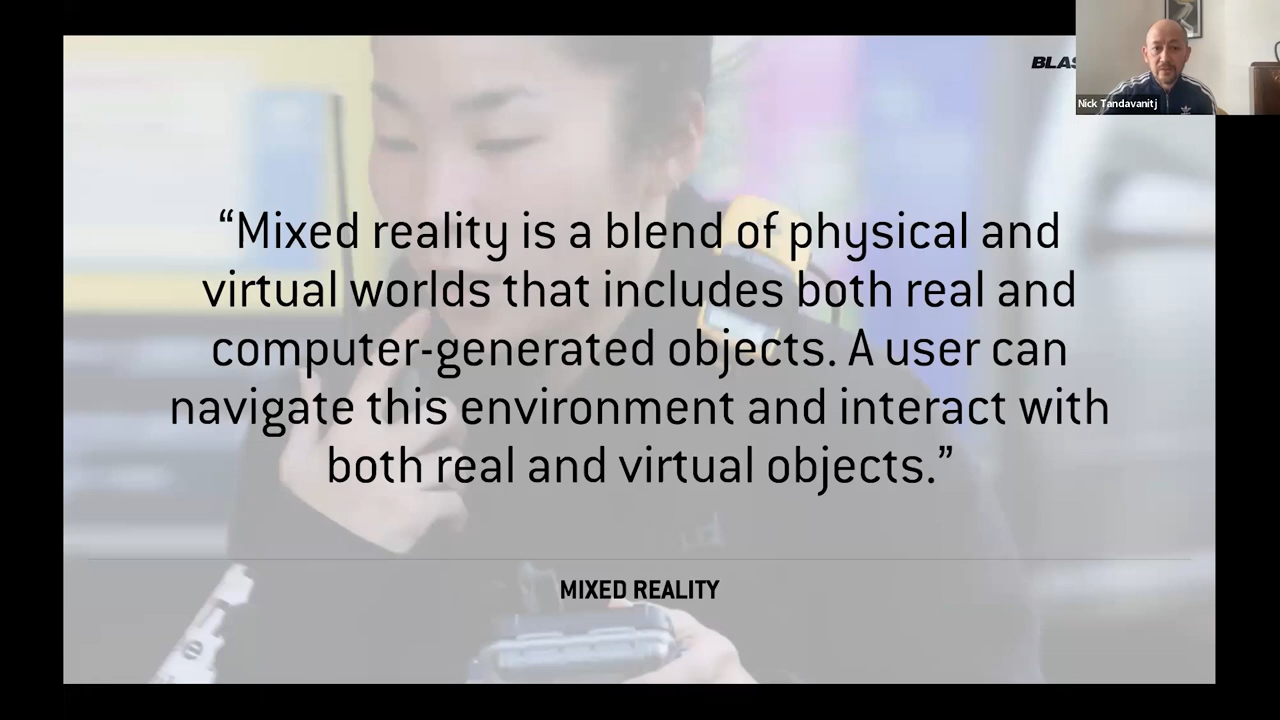 BLAS
Nick Tandavanitj
“Mixed reality is a blend of physical and
virtual worlds that includes both real and
computer-generated objects. A user can
navigate this environment and interact with
both real and virtual objects.”
MIXED REALITY